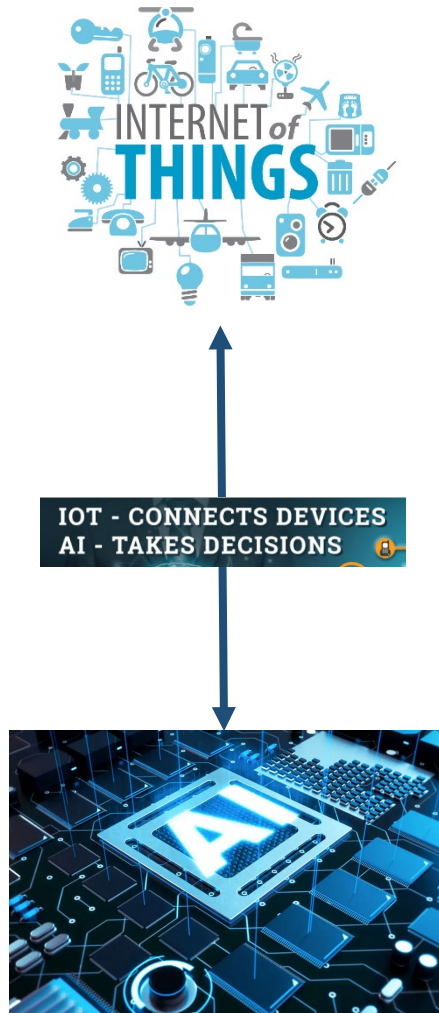 INTERNET of
THINGS
IOT - CONNECTS DEVICES
AI - TAKES DECISIONS
AI